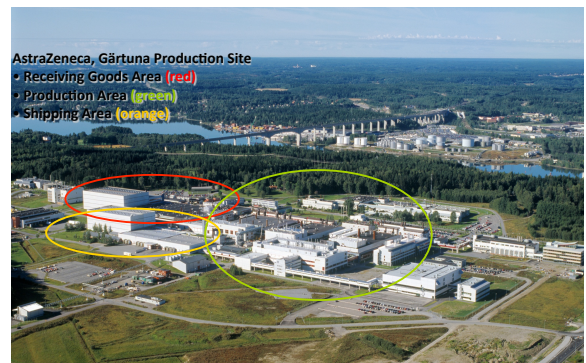 AstraZeneca, Gärtuna Production Site
• Receiving Goods Area (red)
• Production Area (green)
• Shipping Area (orange)